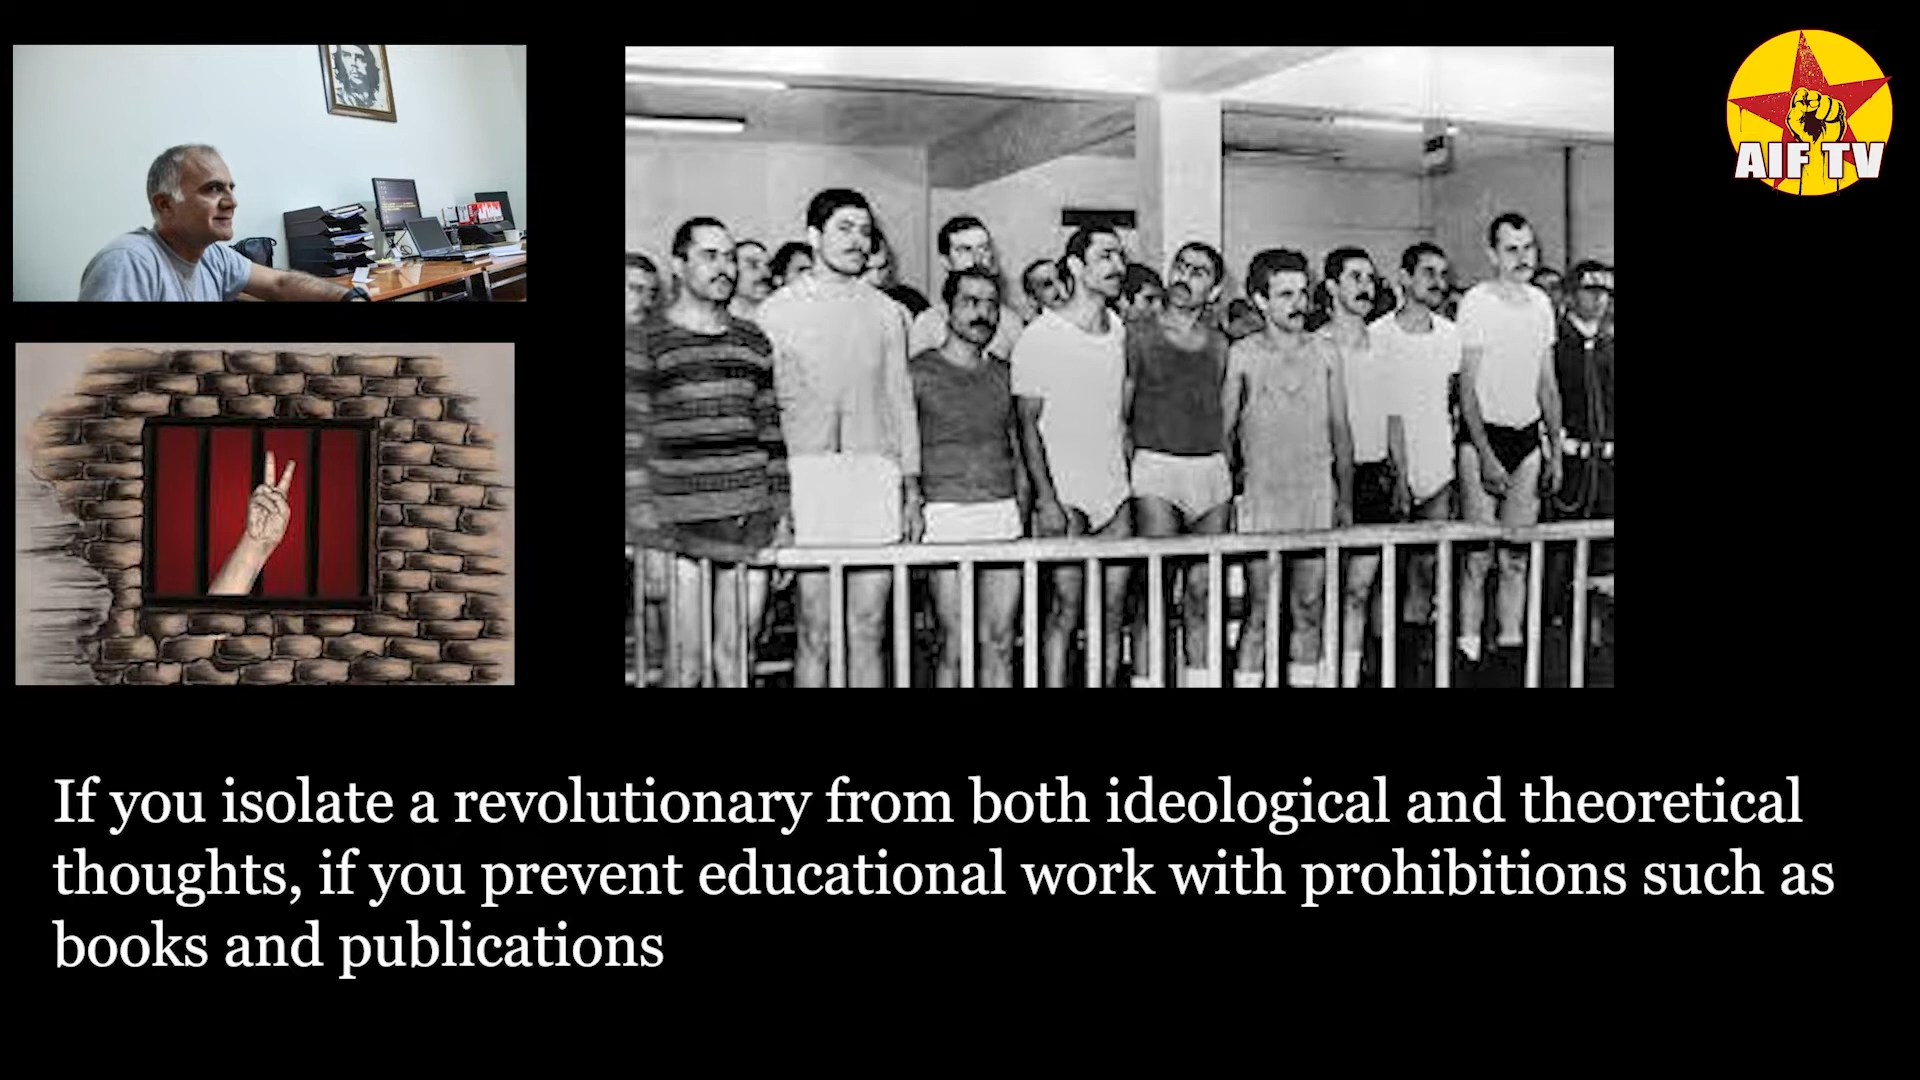 AIF TV
If you isolate a revolutionary from both ideological and theoretical
thoughts, if you prevent educational work with prohibitions such as
books and publications